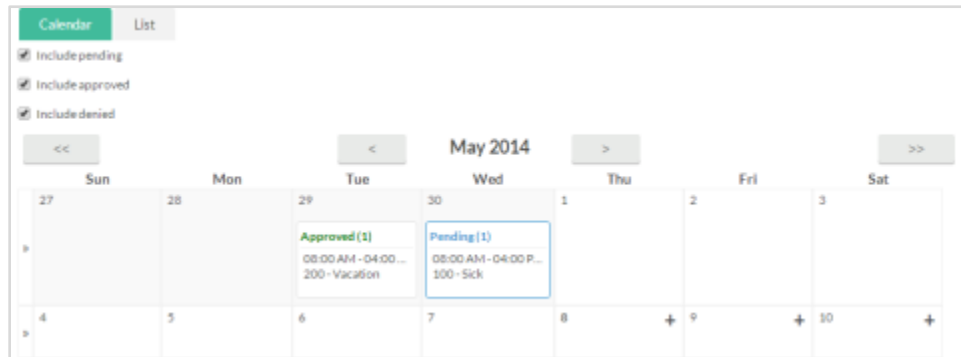 Calendar List
Include pending
Include approved
Include denied
<< < May 2014 > >>
Sun Mon Tue Wed Thu Fri Sat
27 28 29 30 1 2 3
Approved (1) Pending (1)
08:00 AM - 04:00 ... 08:00 AM - 04:00 P...
200 - Vacation 100 - Sick
4 5 6 7 8 + 9 + 10 +